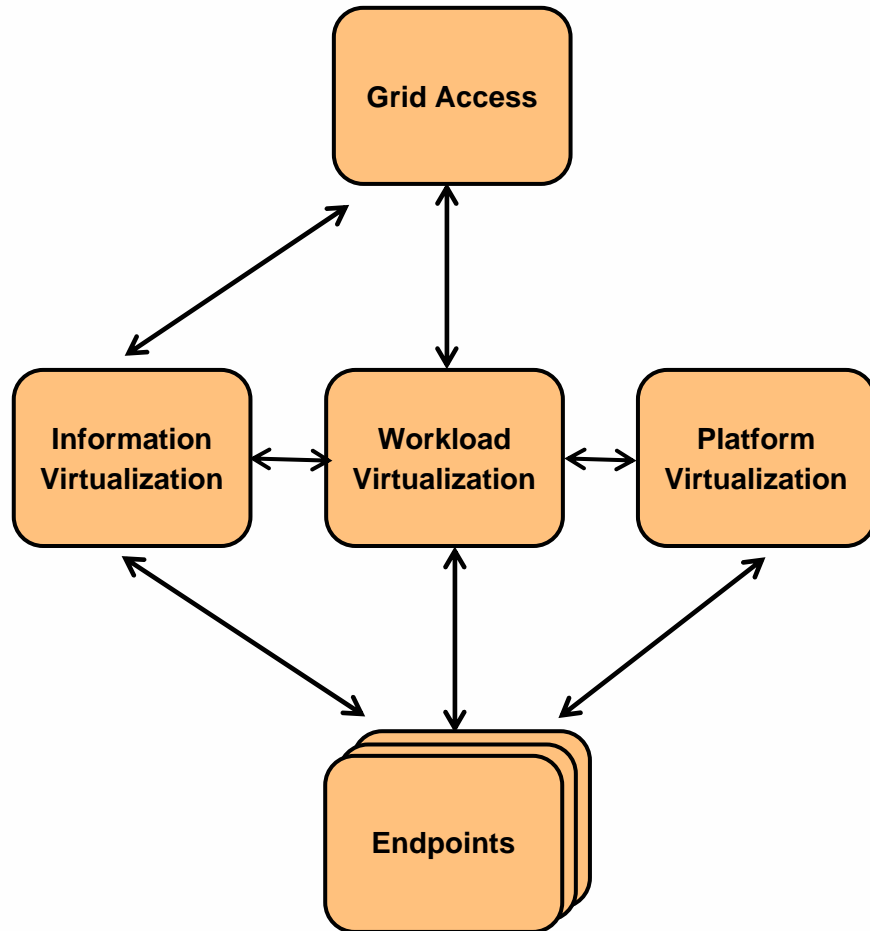 Grid Access
Information
Virtualization
Workload
Virtualization
Platform
Virtualization
Endpoints